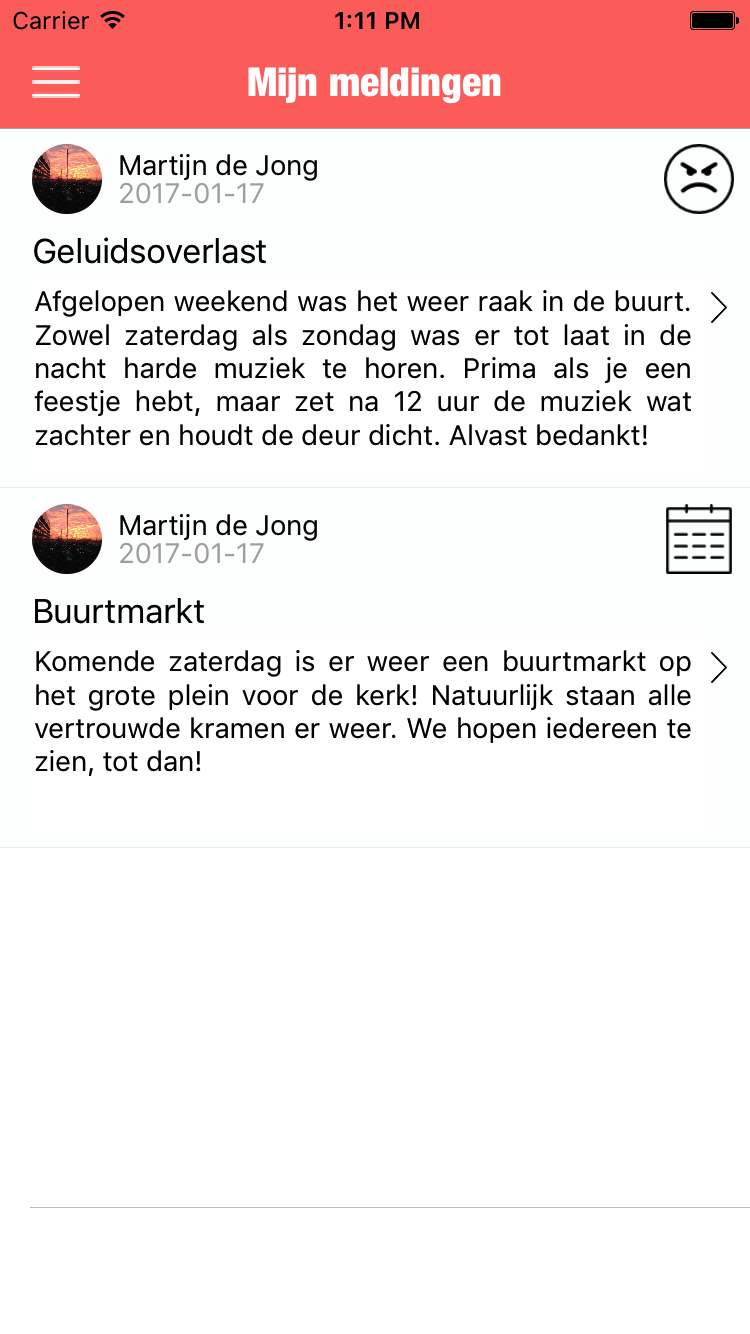 Carrier
1:11 PM
Mijn meldingen
Martijn de Jong
2017-01-17
Geluidsoverlast
Afgelopen weekend was het weer raak in de buurt.
Zowel zaterdag als zondag was er tot laat in de
nacht harde muziek te horen. Prima als je een
feestje hebt, maar zet na 12 uur de muziek wat
zachter en houdt de deur dicht. Alvast bedankt!
Martijn de Jong
2017-01-17
Buurtmarkt
Komende zaterdag is er weer een buurtmarkt op
het grote plein voor de kerk! Natuurlijk staan alle
vertrouwde kramen er weer. We hopen iedereen te
zien, tot dan!